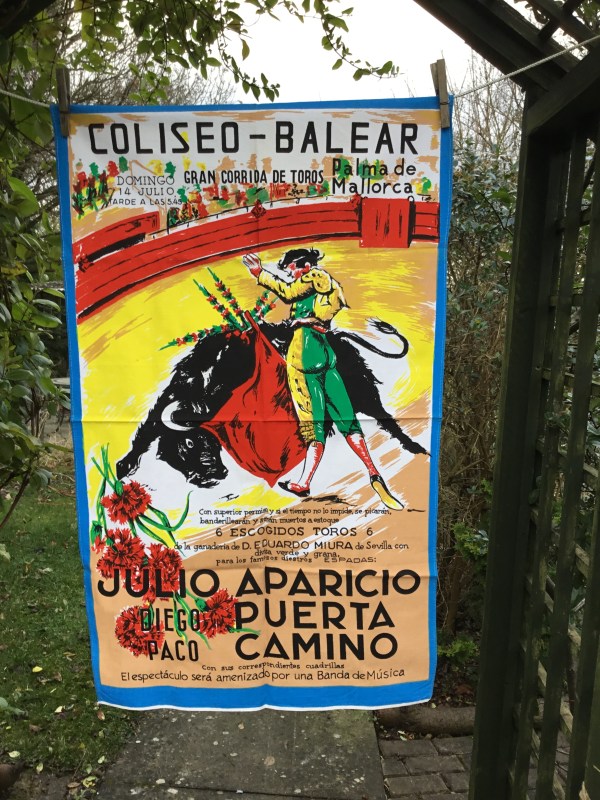 COLISEO-BALEAR
DOMINGO
14 JULIO
TARDE A LAS 5,45
GRAN CORRIDA DE TOROS
Palma de
Mallorca
Con superior permiso y si el tiempo no lo impide, se picarán,
banderillearán y serán muertos a estoque
6 ESCOGIDOS TOROS 6
de la ganadería de D. EDUARDO MIURA de Sevilla con
divisa verde y grana,
para los famosos diestros ESPADAS:
JULIO APARICIO
DIEGO PUERTA
PACO CAMINO
Con sus correspondientes cuadrillas
El espectáculo será amenizado por una Banda de Música